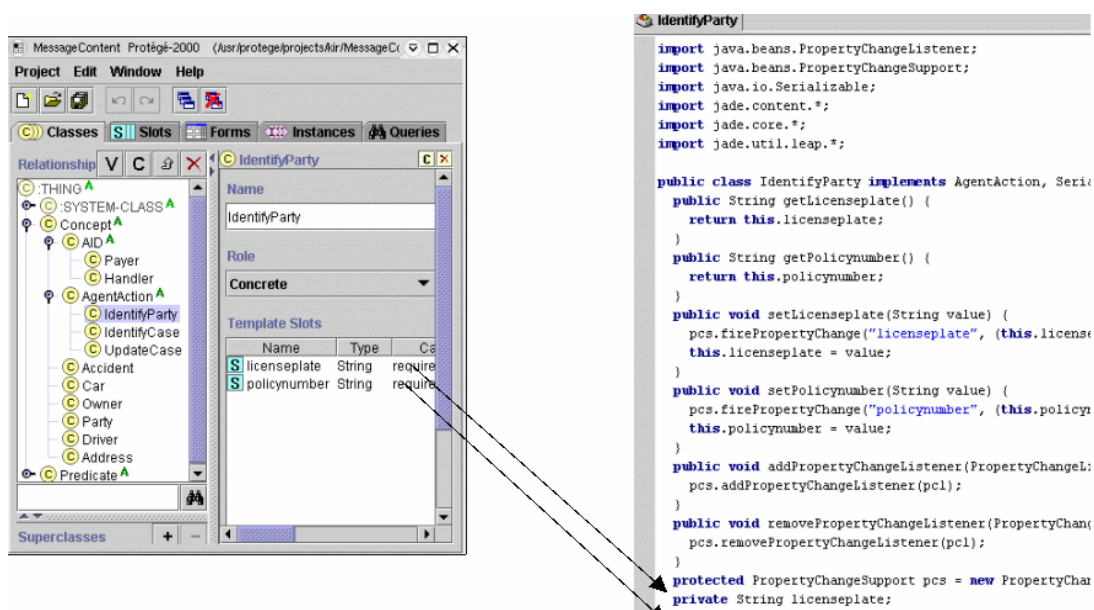 MessageContent Protégé-2000 (/usr/protege/projects/kir/MessageCo
Project Edit Window Help
Classes Slots Forms Instances Queries
Relationship V C
:THING A
:SYSTEM-CLASS A
Concept A
AID A
Payer
Handler
AgentAction A
IdentifyParty
IdentifyCase
UpdateCase
Accident
Car
Owner
Party
Driver
Address
Predicate A
Superclasses
C IdentifyParty C
Name
IdentifyParty
Role
Concrete
Template Slots
Name Type Ca
S licenseplate String require
S policynumber String require
IdentifyParty
import java.beans.PropertyChangeListener;
import java.beans.PropertyChangeSupport;
import java.io.Serializable;
import jade.content.*;
import jade.core.*;
import jade.util.leap.*;
public class IdentifyParty implements AgentAction, Seria
public String getLicenseplate() {
return this.licenseplate;
}
public String getPolicynumber() {
return this.policynumber;
}
public void setLicenseplate(String value) {
pcs.firePropertyChange("licenseplate", (this.license
this.licenseplate = value;
}
public void setPolicynumber(String value) {
pcs.firePropertyChange("policynumber", (this.policyn
this.policynumber = value;
}
public void addPropertyChangeListener(PropertyChangeLi
pcs.addPropertyChangeListener(pcl);
}
public void removePropertyChangeListener(PropertyChang
pcs.removePropertyChangeListener(pcl);
}
protected PropertyChangeSupport pcs = new PropertyChan
private String licenseplate;